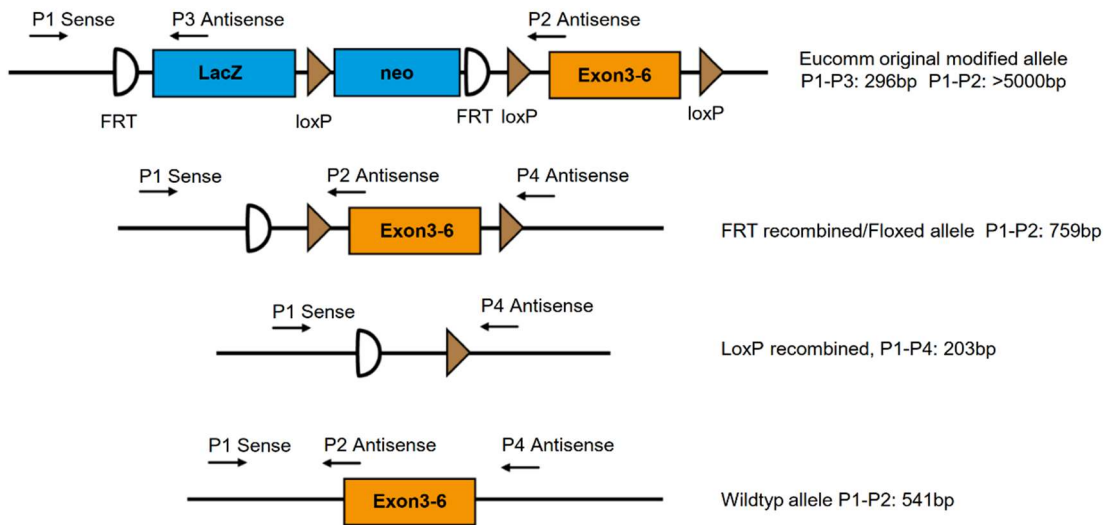 P1 Sense P3 Antisense P2 Antisense
LacZ neo Exon3-6
FRT loxP FRT loxP loxP
Eucomm original modified allele
P1-P3: 296bp P1-P2: >5000bp
P1 Sense P2 Antisense P4 Antisense
Exon3-6
FRT recombined/Floxed allele P1-P2: 759bp
P1 Sense P4 Antisense
LoxP recombined, P1-P4: 203bp
P1 Sense P2 Antisense P4 Antisense
Exon3-6
Wildtyp allele P1-P2: 541bp